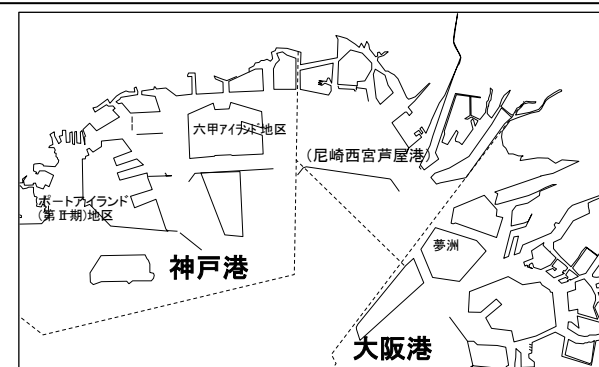 六甲アイランド地区
(尼崎西宮芦屋港)
ポートアイランド
(第Ⅱ期)地区
夢洲
神戸港
大阪港